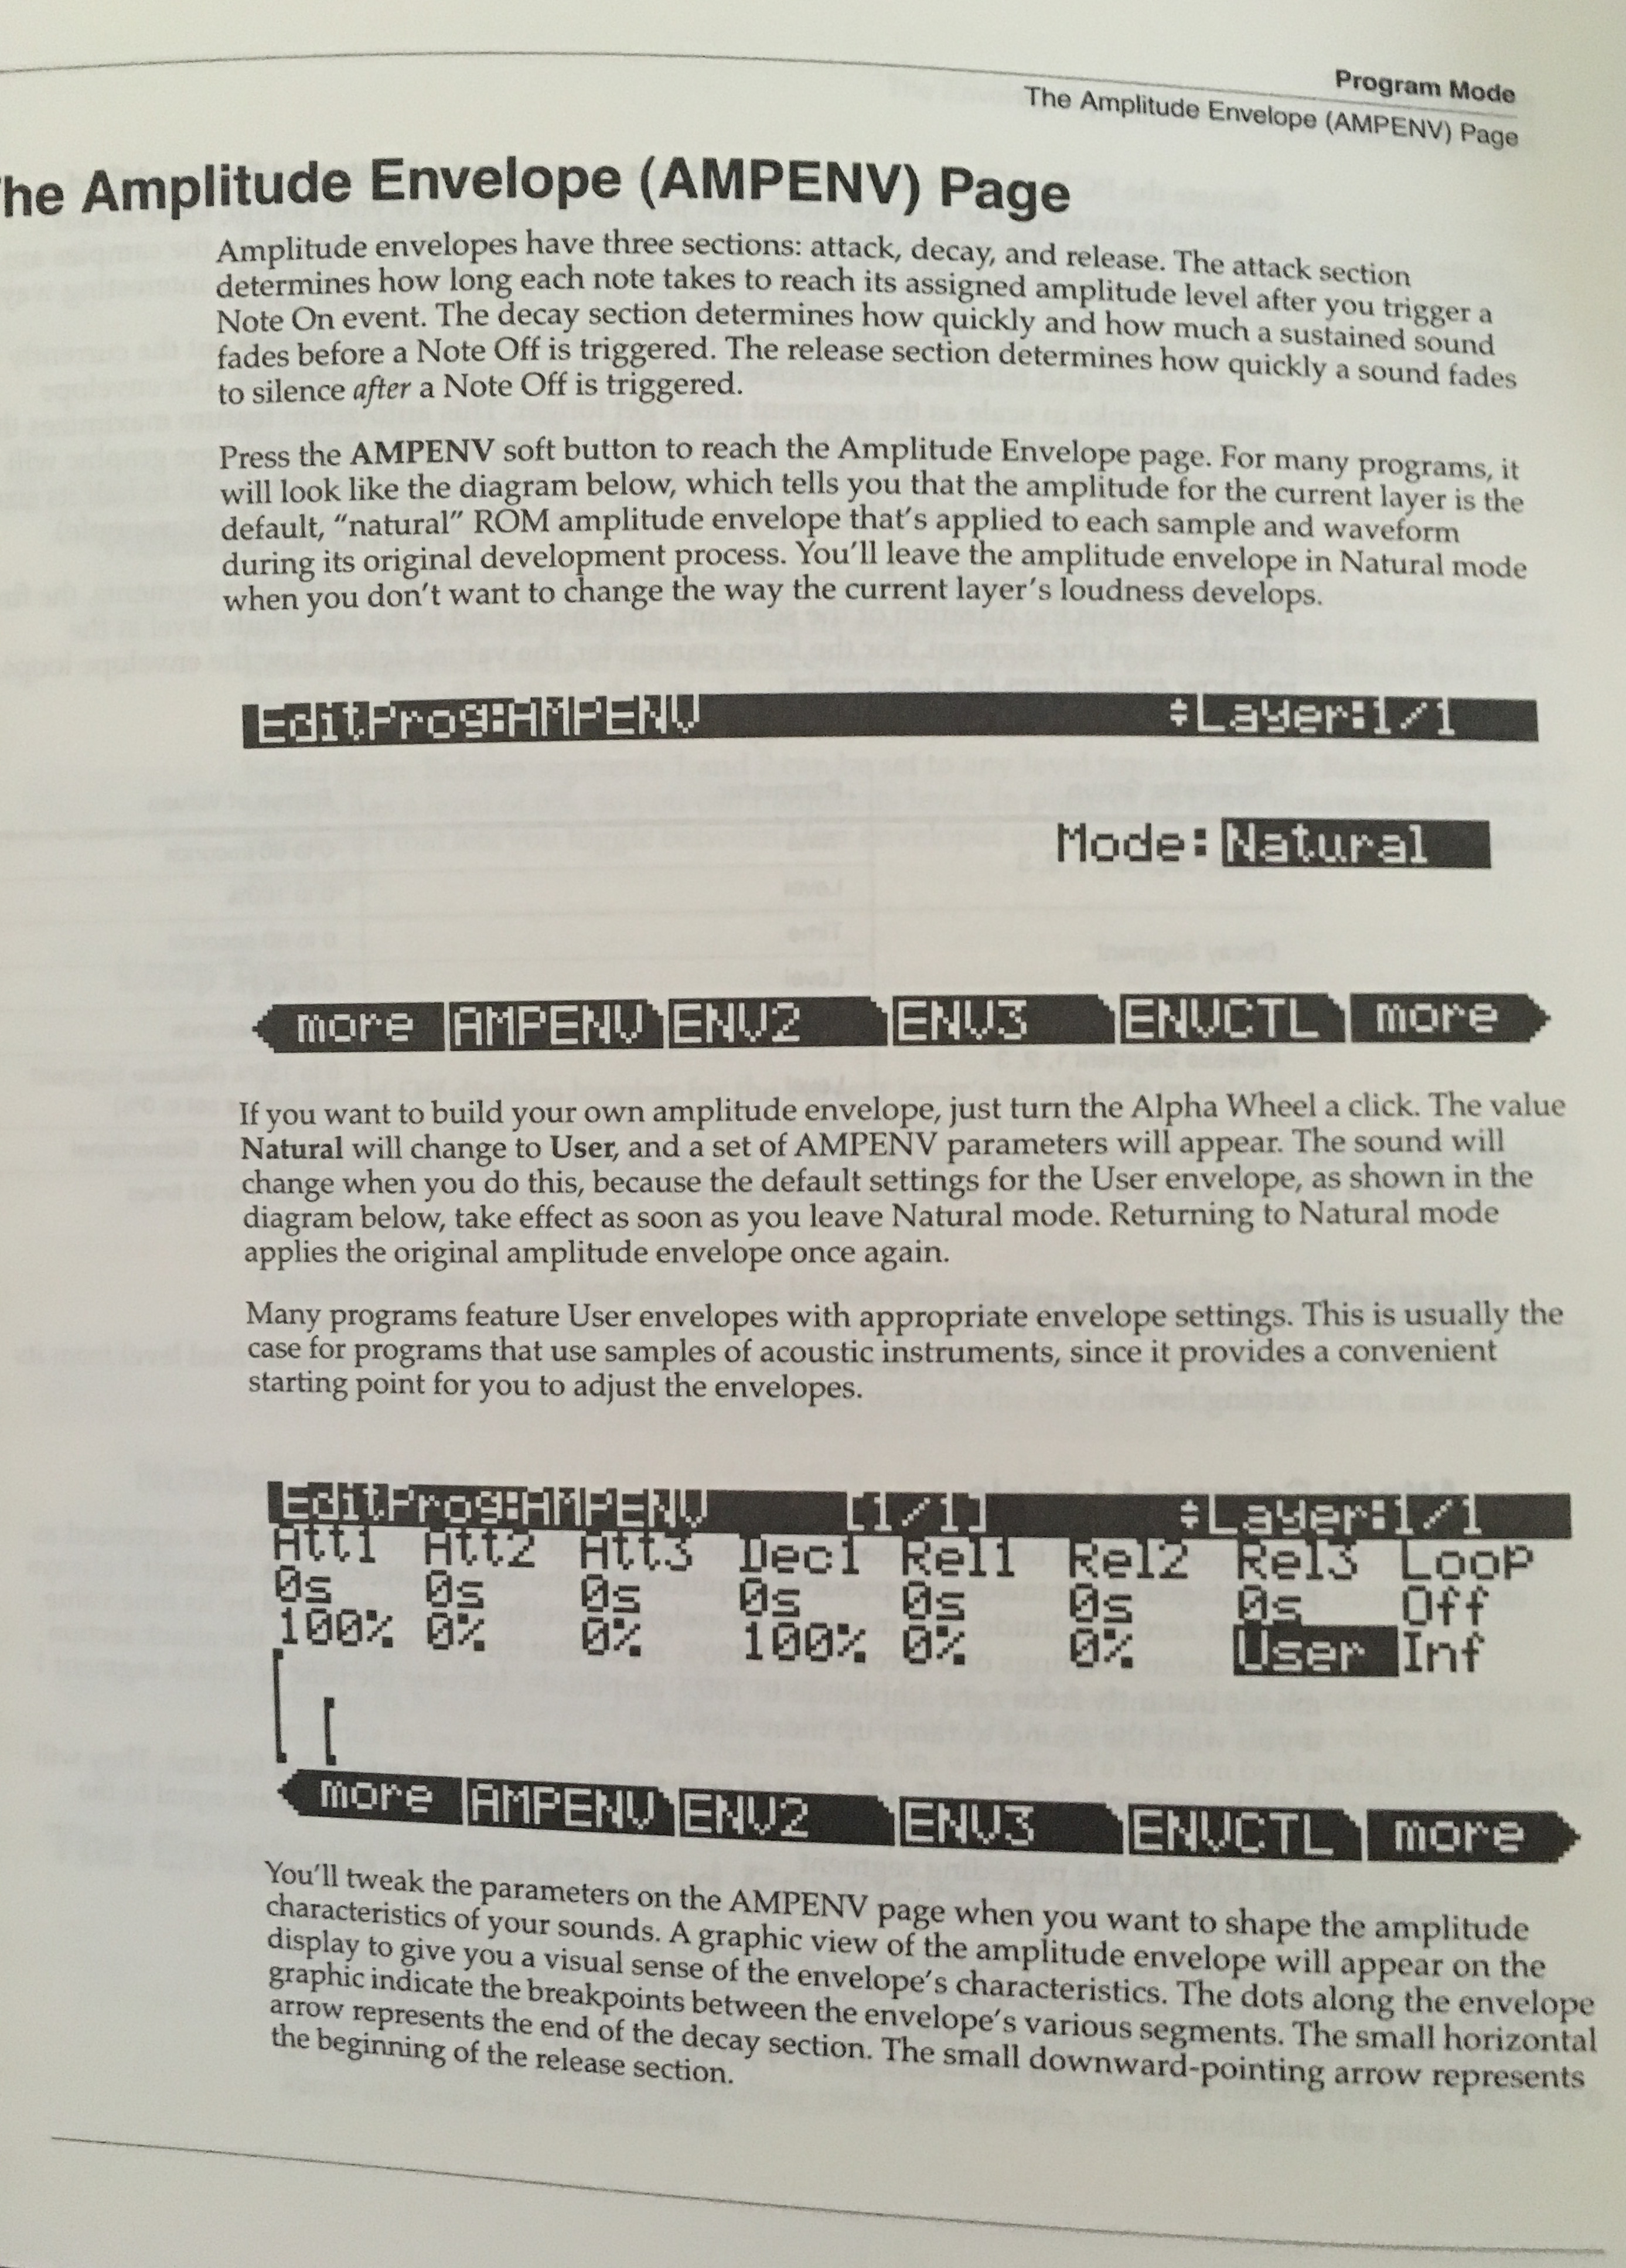 Program Mode
The Amplitude Envelope (AMPENV) Page
he Amplitude Envelope (AMPENV) Page
Amplitude envelopes have three sections: attack, decay, and release. The attack section
determines how long each note takes to reach its assigned amplitude level after you trigger a
Note On event. The decay section determines how quickly and how much a sustained sound
fades before a Note Off is triggered. The release section determines how quickly a sound fades
to silence after a Note Off is triggered.
Press the AMPENV soft button to reach the Amplitude Envelope page. For many programs, it
will look like the diagram below, which tells you that the amplitude for the current layer is the
default, “natural” ROM amplitude envelope that’s applied to each sample and waveform
during its original development process. You’ll leave the amplitude envelope in Natural mode
when you don’t want to change the way the current layer’s loudness develops.
EditProg:AMPENV Layer:1/1
Mode:Natural
more AMPENV ENV2 ENV3 ENVCTL more
If you want to build your own amplitude envelope, just turn the Alpha Wheel a click. The value
Natural will change to User, and a set of AMPENV parameters will appear. The sound will
change when you do this, because the default settings for the User envelope, as shown in the
diagram below, take effect as soon as you leave Natural mode. Returning to Natural mode
applies the original amplitude envelope once again.
Many programs feature User envelopes with appropriate envelope settings. This is usually the
case for programs that use samples of acoustic instruments, since it provides a convenient
starting point for you to adjust the envelopes.
EditProg:AMPENV [1/1] Layer:1/1
Att1 Att2 Att3 Dec1 Rel1 Rel2 Rel3 Loop
0s 0s 0s 0s 0s 0s 0s Off
100% 0% 0% 100% 0% 0% User Inf
more AMPENV ENV2 ENV3 ENVCTL more
You’ll tweak the parameters on the AMPENV page when you want to shape the amplitude
characteristics of your sounds. A graphic view of the amplitude envelope will appear on the
display to give you a visual sense of the envelope’s characteristics. The dots along the envelope
graphic indicate the breakpoints between the envelope’s various segments. The small horizontal
arrow represents the end of the decay section. The small downward-pointing arrow represents
the beginning of the release section.